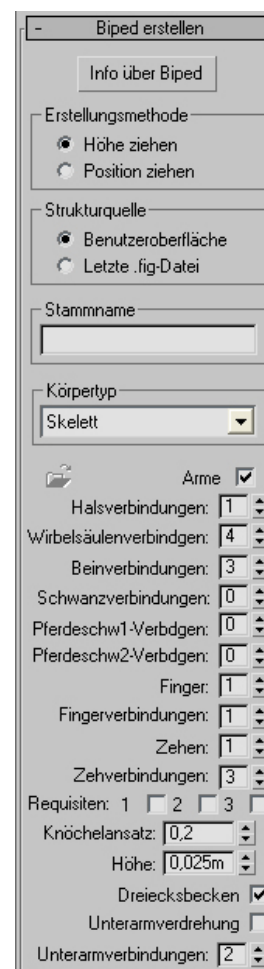 - Biped erstellen
Info über Biped
Erstellungsmethode
Höhe ziehen
Position ziehen
Strukturquelle
Benutzeroberfläche
Letzte .fig-Datei
Stammname
Körpertyp
Skelett
Arme
Halsverbindungen: 1
Wirbelsäulenverbindgen: 4
Beinverbindungen: 3
Schwanzverbindungen: 0
Pferdeschw1-Verbdgen: 0
Pferdeschw2-Verbdgen: 0
Finger: 1
Fingerverbindungen: 1
Zehen: 1
Zehverbindungen: 3
Requisiten: 1 2 3
Knöchelansatz: 0,2
Höhe: 0,025m
Dreiecksbecken
Unterarmverdrehung
Unterarmverbindungen: 2